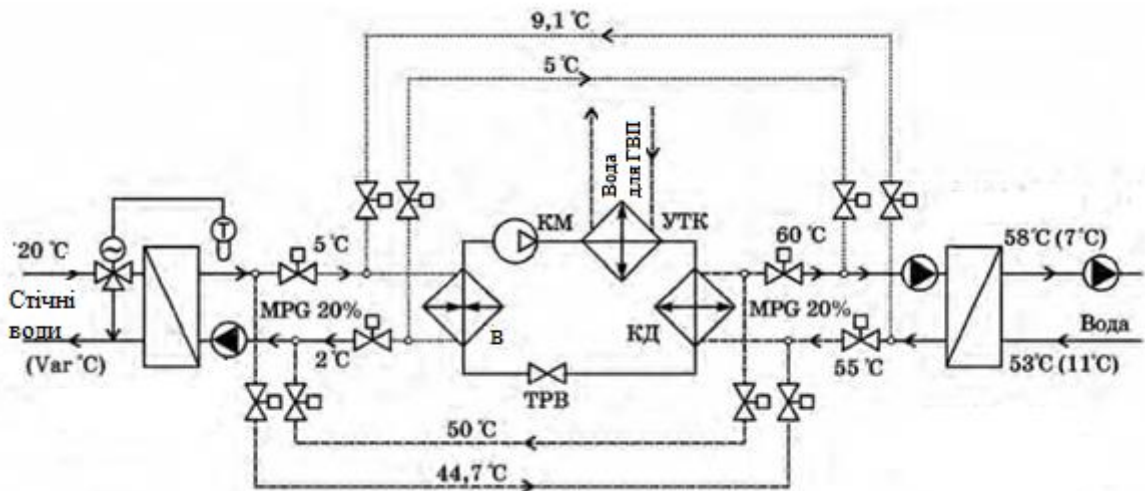 9,1 °C
5 °C
Вода
для ГВП
КМ
УТК
20 °C
T
5 °C
60 °C
58°C (7°C)
Стічні
води
MPG 20%
В
КД
MPG 20%
Вода
(Var °C)
2°C
ТРВ
55 °C
53°C (11°C)
50 °C
44,7 °C